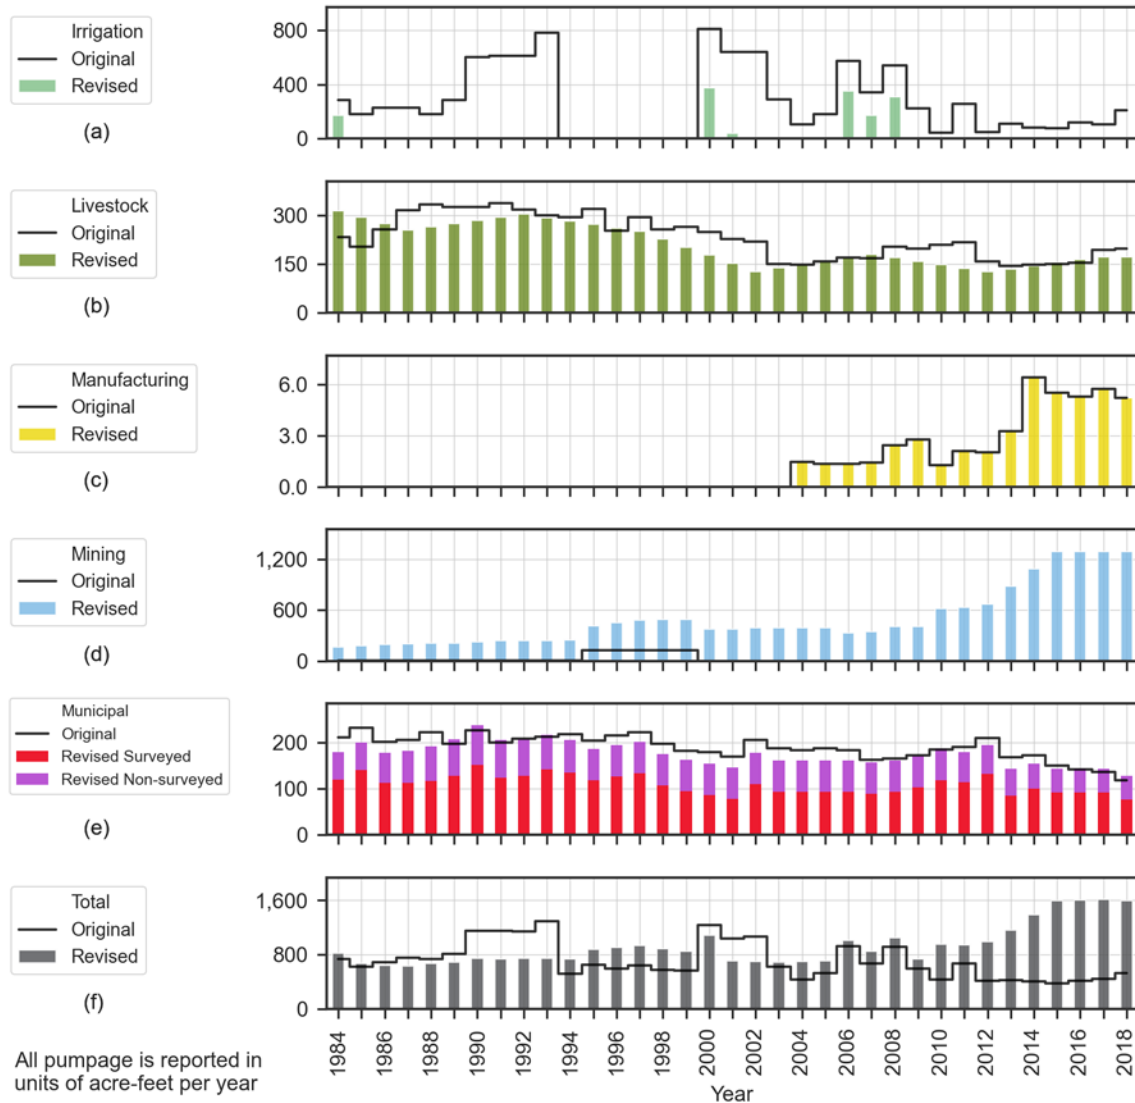 Irrigation
Original
Revised
(a)
800
400
0
Livestock
Original
Revised
(b)
300
150
0
Manufacturing
Original
Revised
(c)
6.0
3.0
0.0
Mining
Original
Revised
(d)
1,200
600
0
Municipal
Original
Revised Surveyed
Revised Non-surveyed
(e)
200
100
0
Total
Original
Revised
(f)
1,600
800
0
1984 1986 1988 1990 1992 1994 1996 1998 2000 2002 2004 2006 2008 2010 2012 2014 2016 2018
Year
All pumpage is reported in
units of acre-feet per year